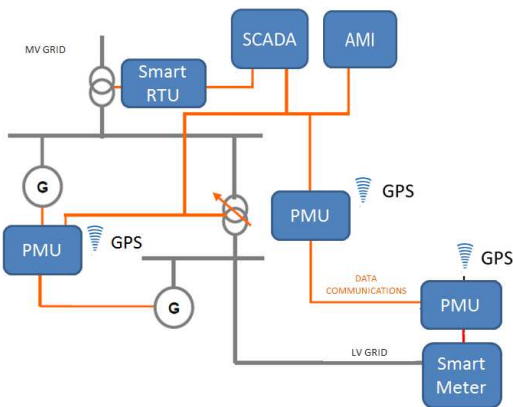 MV GRID
Smart
RTU
SCADA
AMI
G
PMU
GPS
PMU
GPS
GPS
G
DATA
COMMUNICATIONS
PMU
LV GRID
Smart
Meter